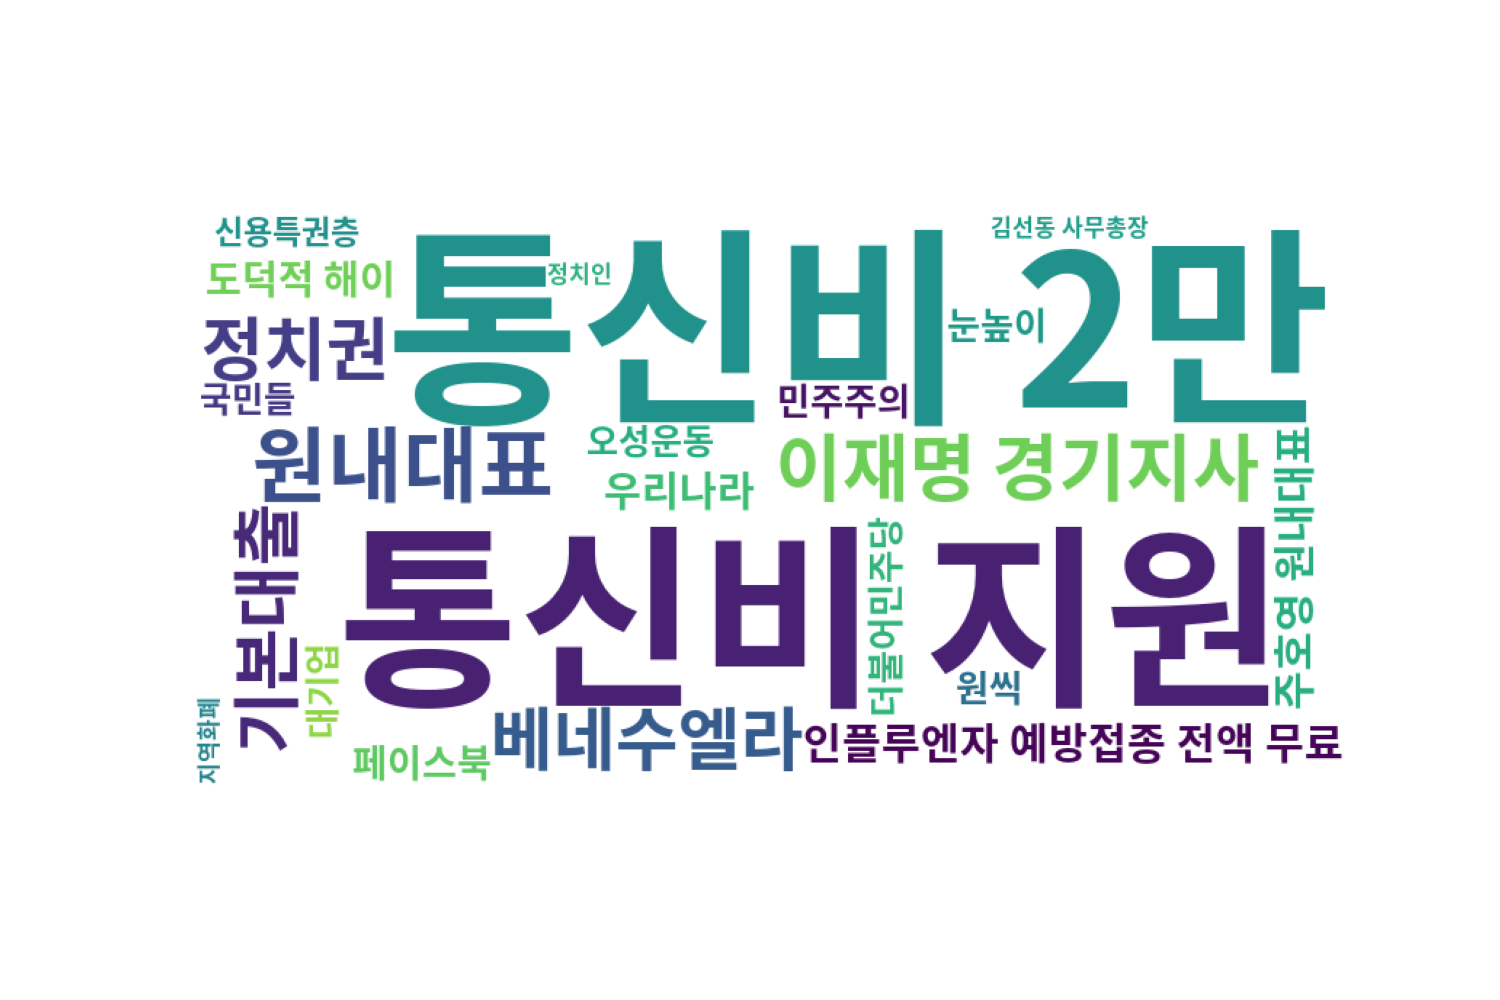 신용특권층
김선동 사무총장
통신비 2만
도덕적 해이
정치인
정치권
눈높이
국민들
민주주의
원내대표
오성운동
이재명 경기지사
우리나라
주호영 원내대표
기본대출
통신비 지원
더불어민주당
대기업
원씩
지역화폐
베네수엘라
인플루엔자 예방접종 전액 무료
페이스북